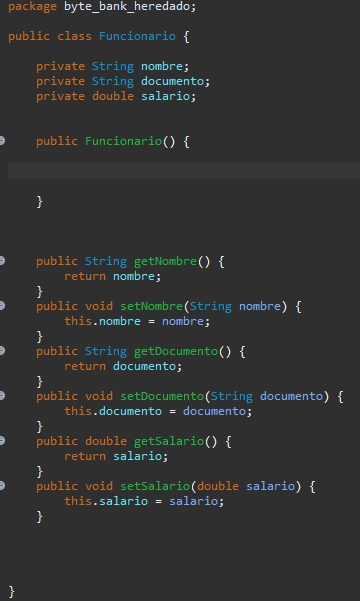 package byte_bank_heredado;
public class Funcionario {
private String nombre;
private String documento;
private double salario;
public Funcionario() {
}
public String getNombre() {
return nombre;
}
public void setNombre(String nombre) {
this.nombre = nombre;
}
public String getDocumento() {
return documento;
}
public void setDocumento(String documento) {
this.documento = documento;
}
public double getSalario() {
return salario;
}
public void setSalario(double salario) {
this.salario = salario;
}
}